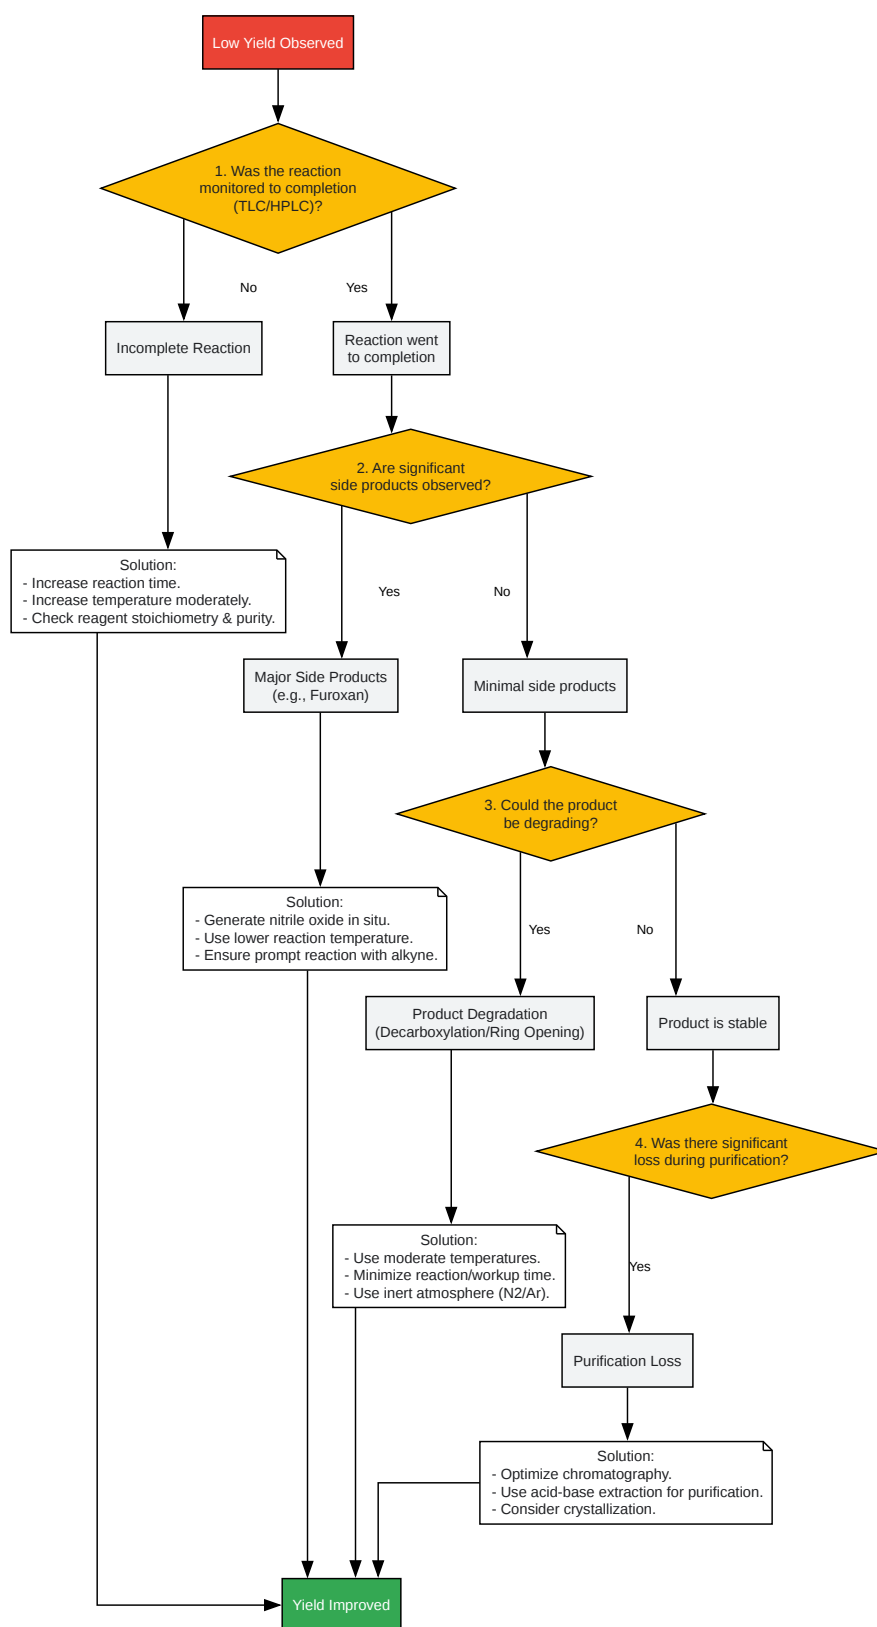 Low Yield Observed
1. Was the reaction
monitored to completion
(TLC/HPLC)?
No
Yes
Incomplete Reaction
Reaction went
to completion
2. Are significant
side products observed?
Solution:
- Increase reaction time.
- Increase temperature moderately.
- Check reagent stoichiometry & purity.
Yes
No
Major Side Products
(e.g., Furoxan)
Minimal side products
3. Could the product
be degrading?
Solution:
- Generate nitrile oxide in situ.
- Use lower reaction temperature.
- Ensure prompt reaction with alkyne.
Yes
No
Product Degradation
(Decarboxylation/Ring Opening)
Product is stable
4. Was there significant
loss during purification?
Solution:
- Use moderate temperatures.
- Minimize reaction/workup time.
- Use inert atmosphere (N2/Ar).
Yes
Purification Loss
Solution:
- Optimize chromatography.
- Use acid-base extraction for purification.
- Consider crystallization.
Yield Improved